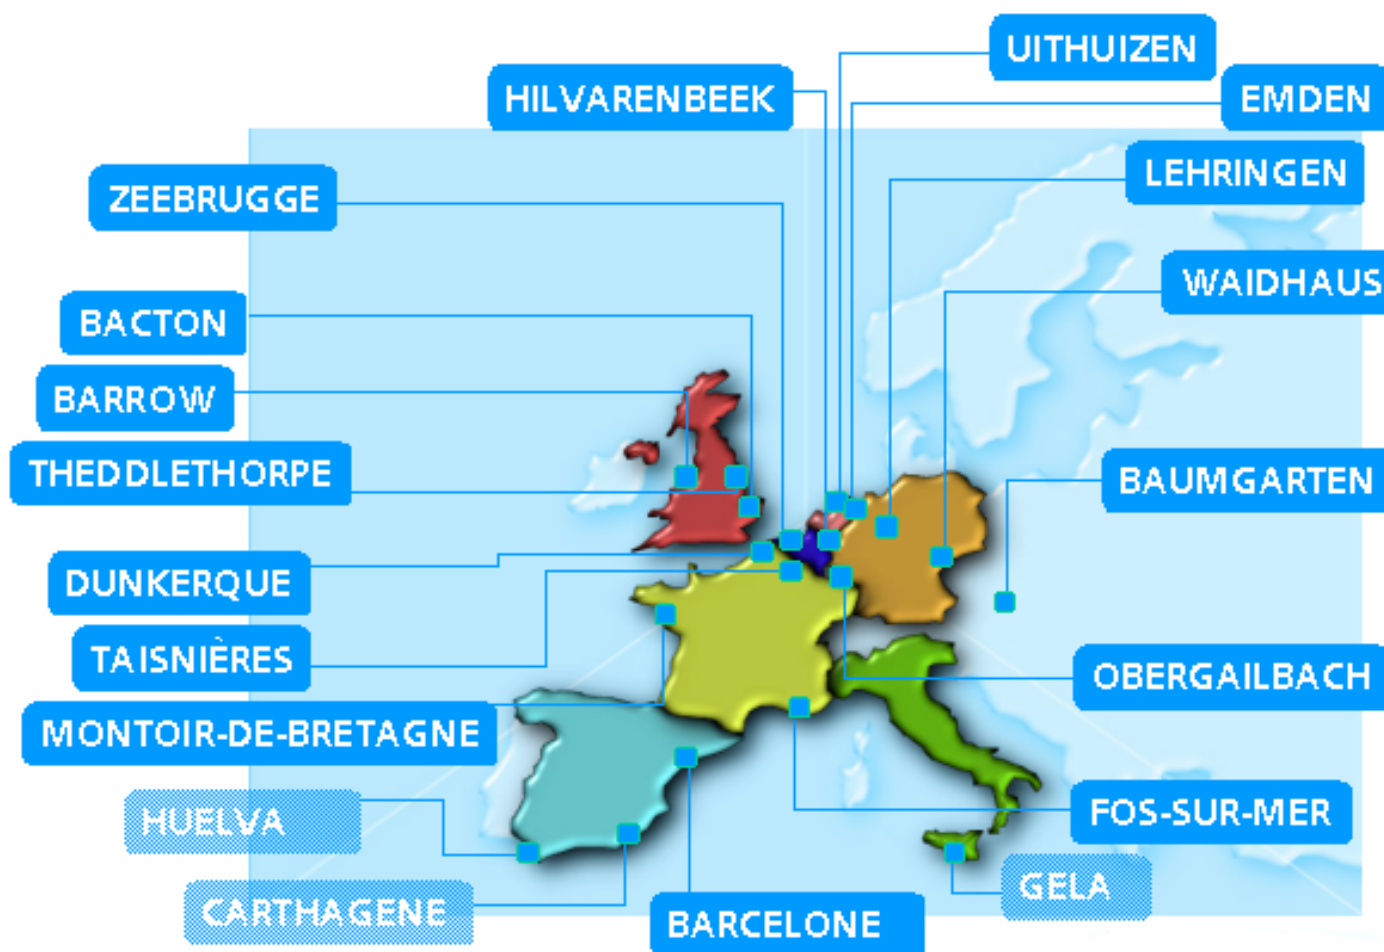 UITHUIZEN
HILVARENBEEK
EMDEN
LEHRINGEN
ZEEBRUGGE
WAIDHAUS
BACTON
BARROW
THEDDLETHORPE
BAUMGARTEN
DUNKERQUE
TAISNIÈRES
OBERGAILBACH
MONTOIR-DE-BRETAGNE
HUELVA
FOS-SUR-MER
GELA
CARTHAGENE
BARCELONE